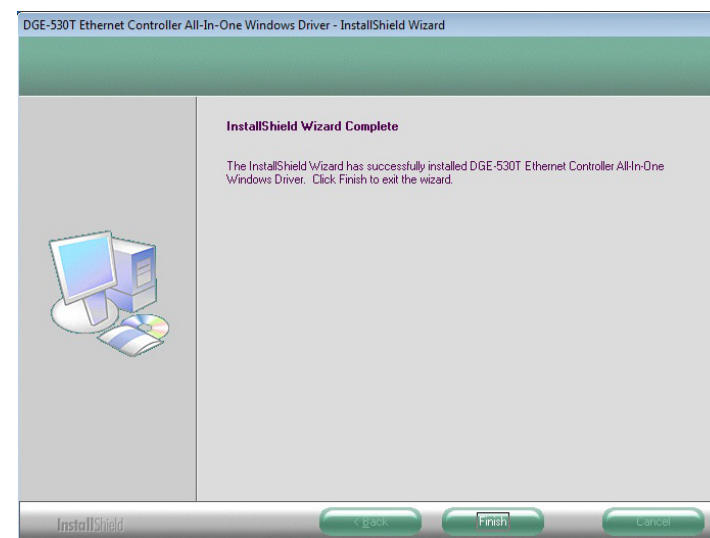 DGE-530T Ethernet Controller All-In-One Windows Driver - InstallShield Wizard
InstallShield Wizard Complete
The InstallShield Wizard has successfully installed DGE-530T Ethernet Controller All-In-One
Windows Driver. Click Finish to exit the wizard.
InstallShield
< Back
Finish
Cancel